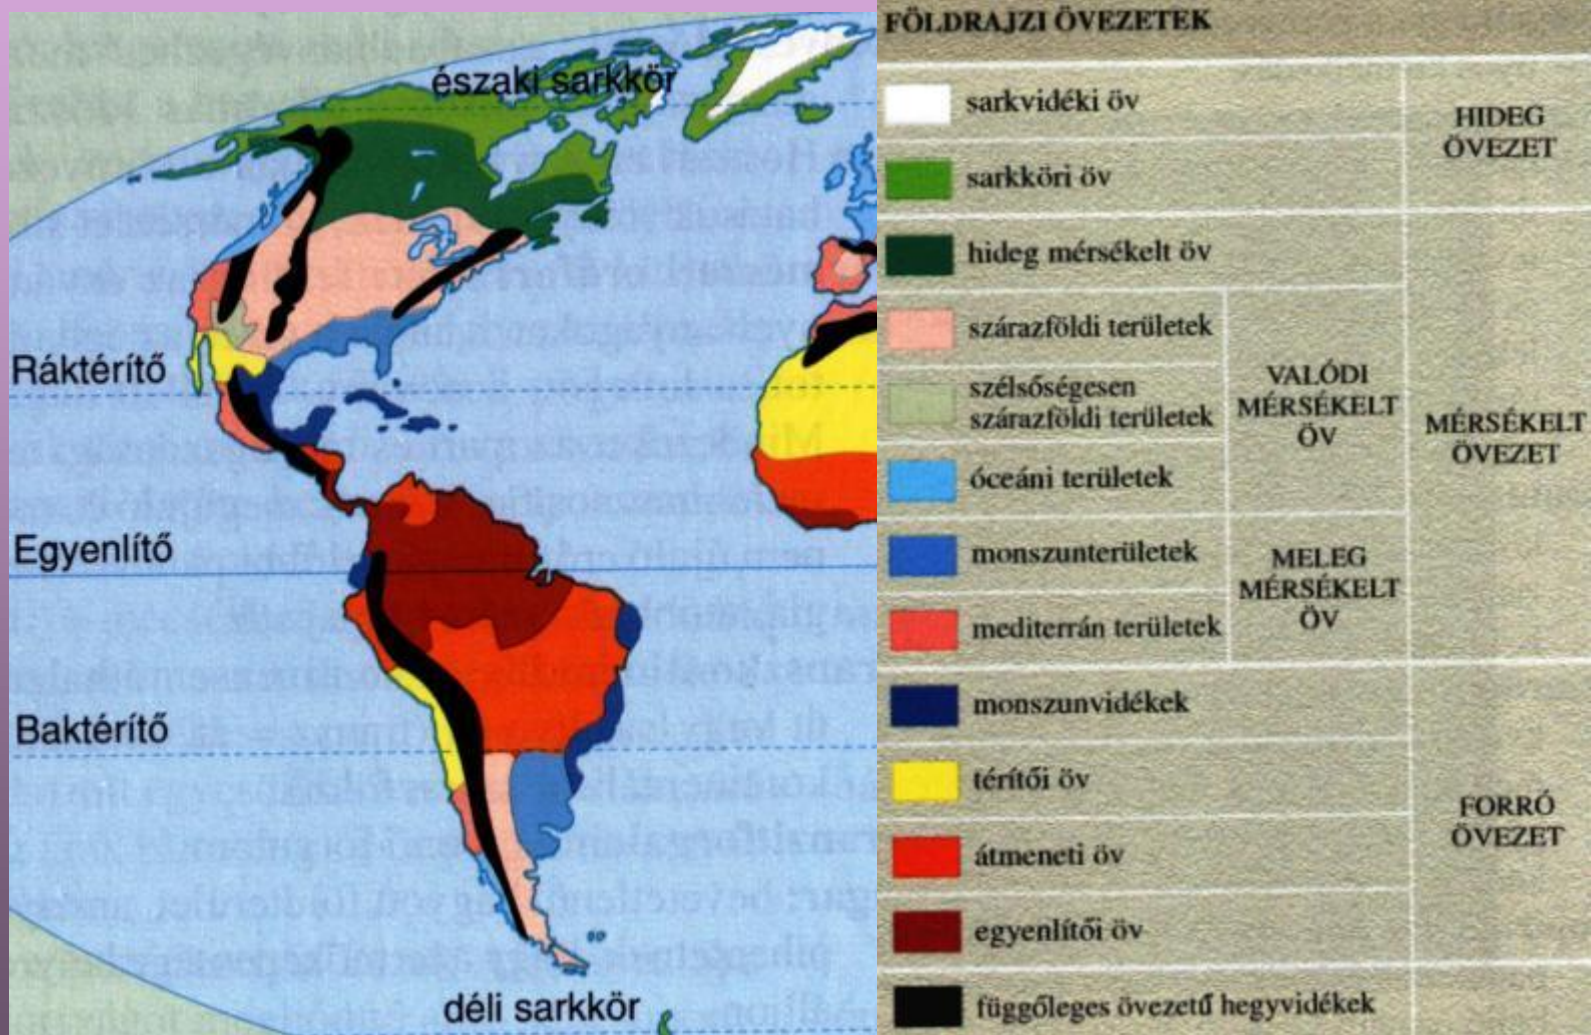 északi sarkkör
Ráktérítő
Egyenlítő
Baktérítő
déli sarkkör
FÖLDRAJZI ÖVEZETEK
sarkvidéki öv
sarkköri öv
HIDEG
ÖVEZET
hideg mérsékelt öv
szárazföldi területek
szélsőségesen
szárazföldi területek
óceáni területek
VALÓDI
MÉRSÉKELT
ÖV
monszunterületek
mediterrán területek
MELEG
MÉRSÉKELT
ÖV
MÉRSÉKELT
ÖVEZET
monszunvidékek
térítői öv
átmeneti öv
egyenlítői öv
FORRÓ
ÖVEZET
függőleges övezetű hegyvidékek